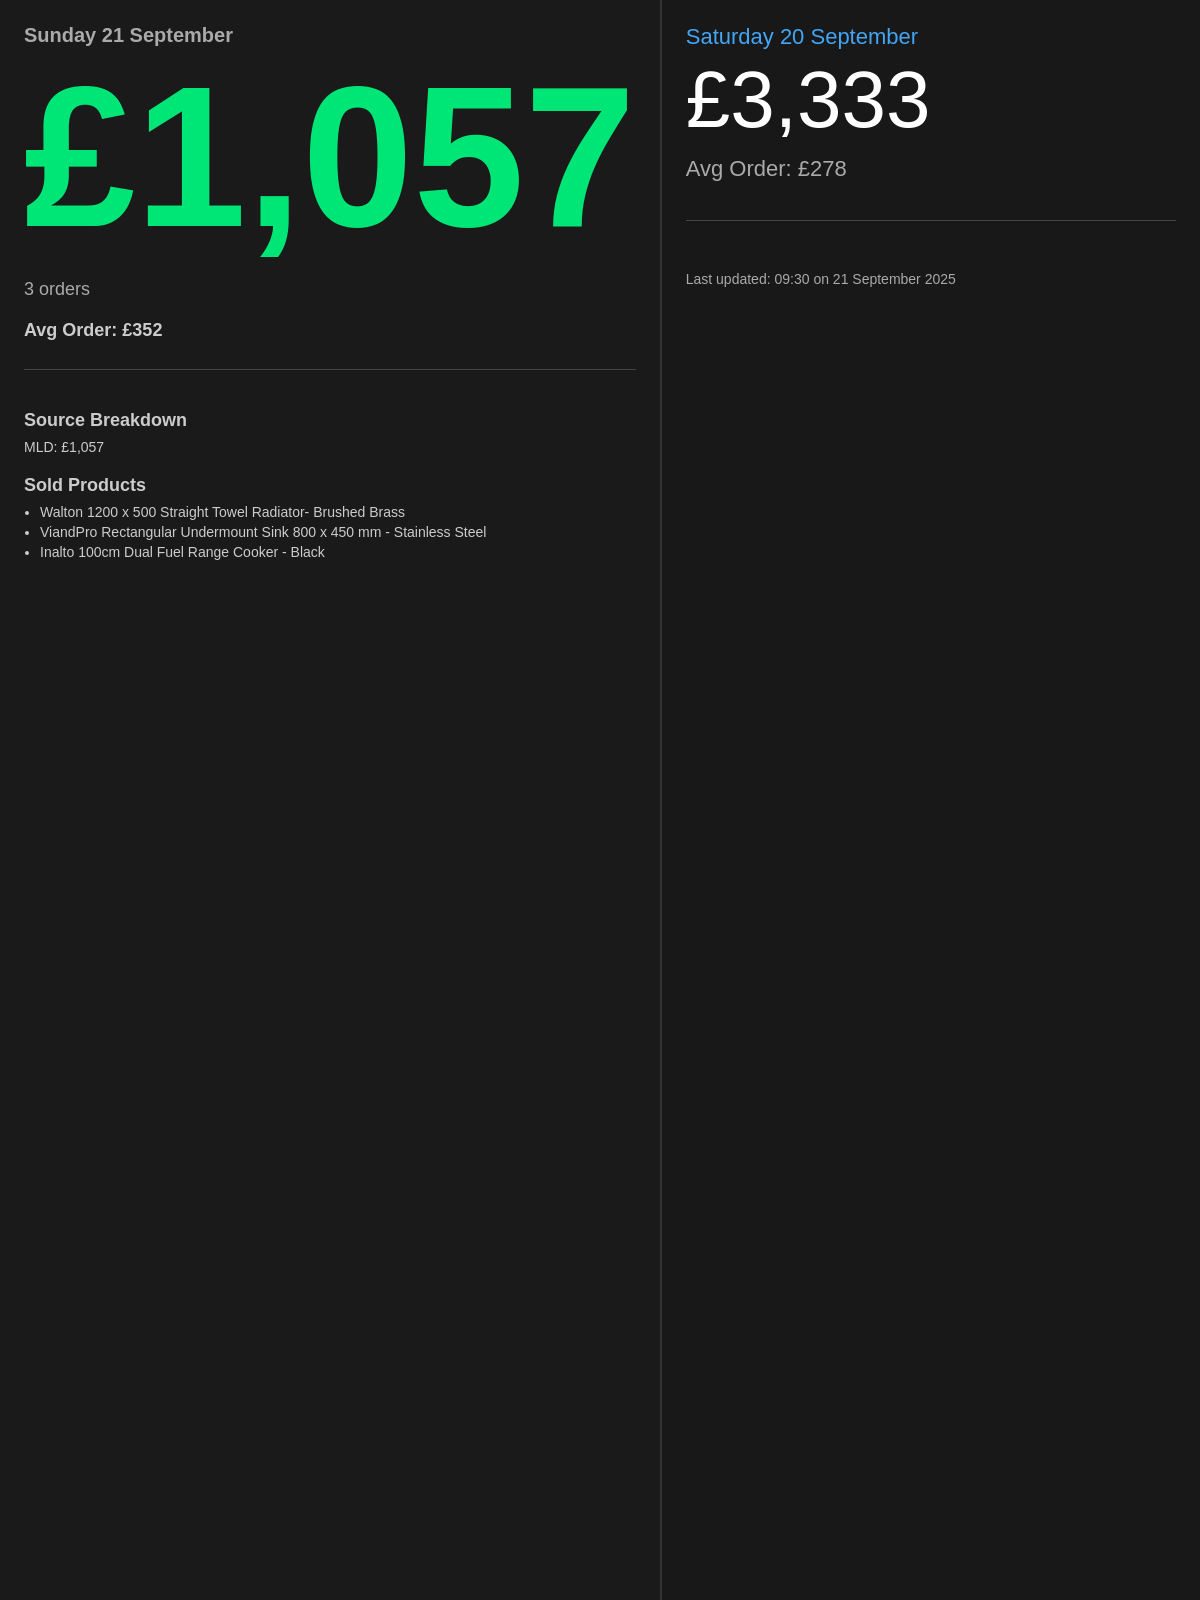 Sunday 21 September
£1,057
3 orders
Avg Order: £352
Source Breakdown
MLD: £1,057
Sold Products
• Walton 1200 x 500 Straight Towel Radiator- Brushed Brass
• ViandPro Rectangular Undermount Sink 800 x 450 mm - Stainless Steel
• Inalto 100cm Dual Fuel Range Cooker - Black
Saturday 20 September
£3,333
Avg Order: £278
Last updated: 09:30 on 21 September 2025